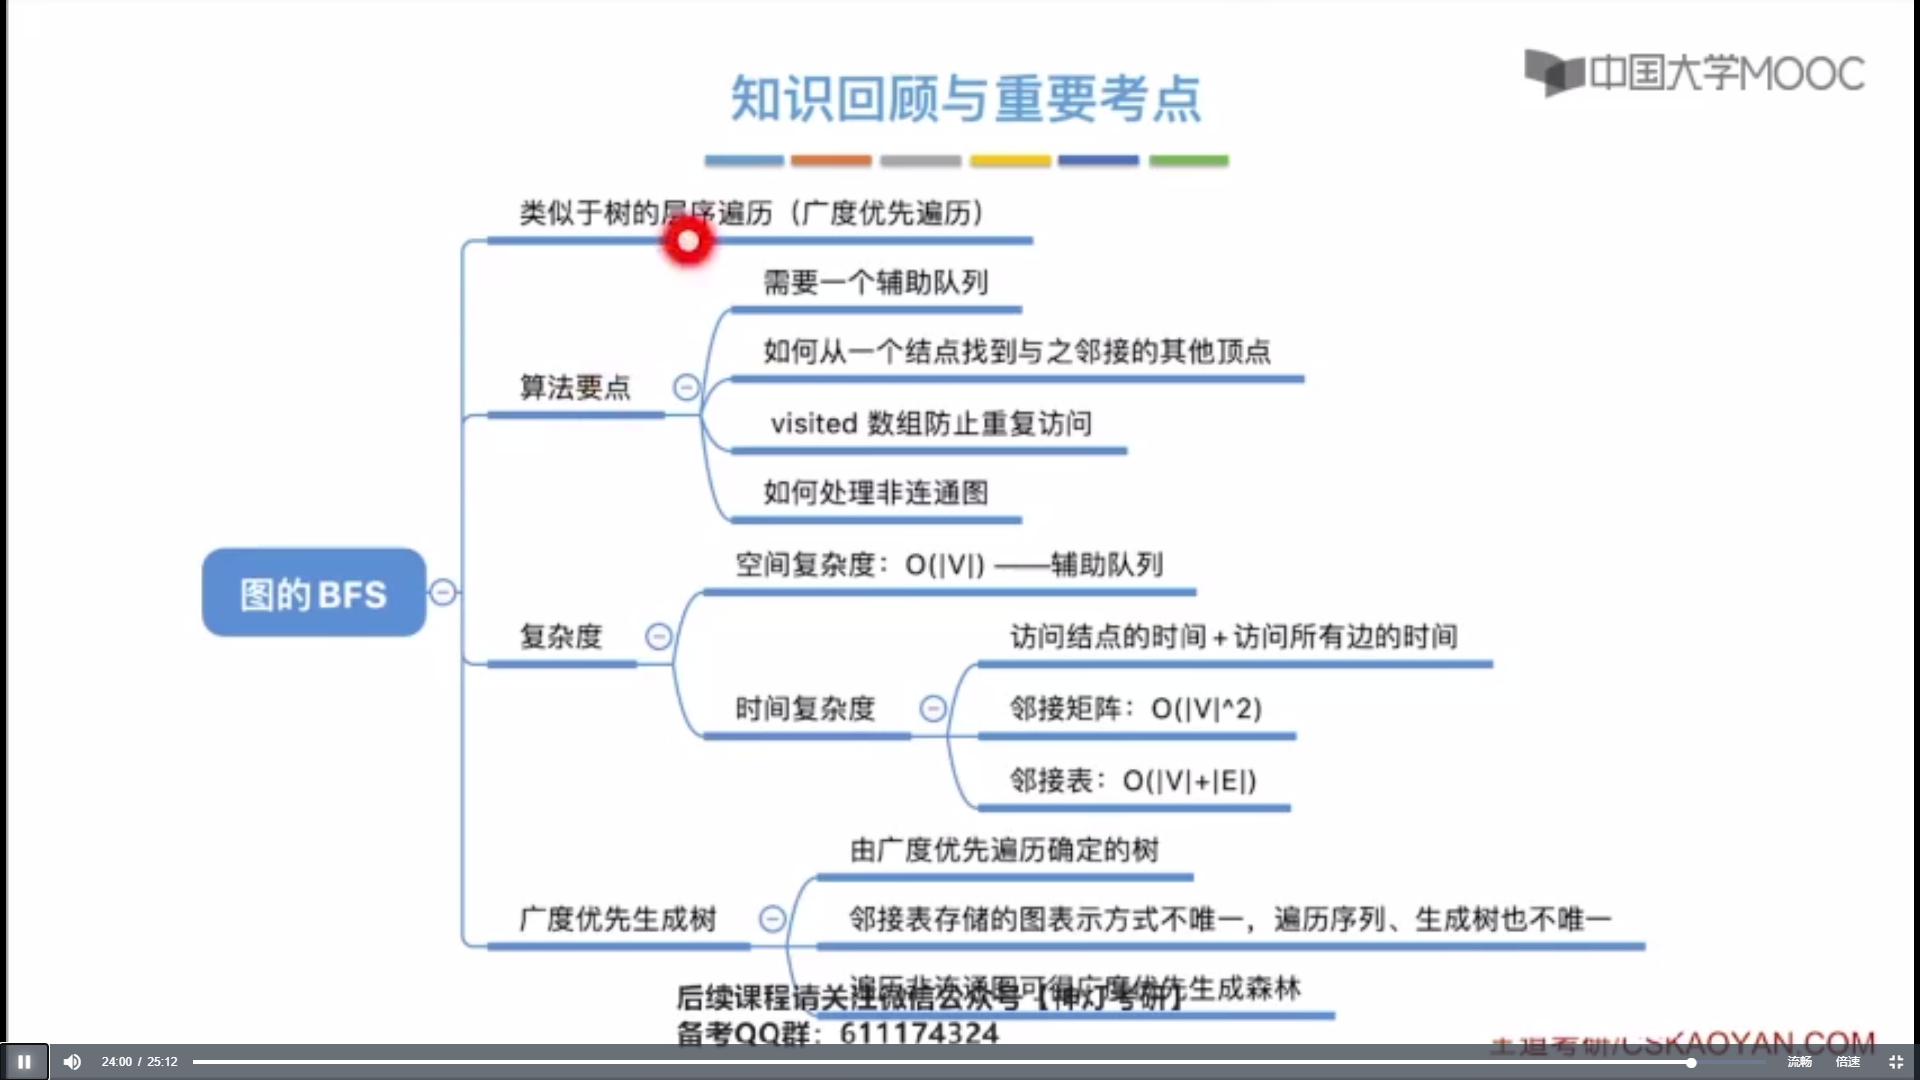 中国大学MOOC
知识回顾与重要考点
类似于树的层序遍历（广度优先遍历）
需要一个辅助队列
如何从一个结点找到与之邻接的其他顶点
算法要点
visited 数组防止重复访问
如何处理非连通图
空间复杂度：O(|V|) ——辅助队列
图的 BFS
复杂度
访问结点的时间 + 访问所有边的时间
时间复杂度
邻接矩阵：O(|V|^2)
邻接表：O(|V|+|E|)
由广度优先遍历确定的树
广度优先生成树
邻接表存储的图表示方式不唯一，遍历序列、生成树也不唯一
遍历非连通图可得广度优先生成森林
后续课程请关注微信公众号【神灯考研】
备考QQ群：611174324
王道考研/CSKAOYAN.COM
24:00 / 25:12
流畅
倍速